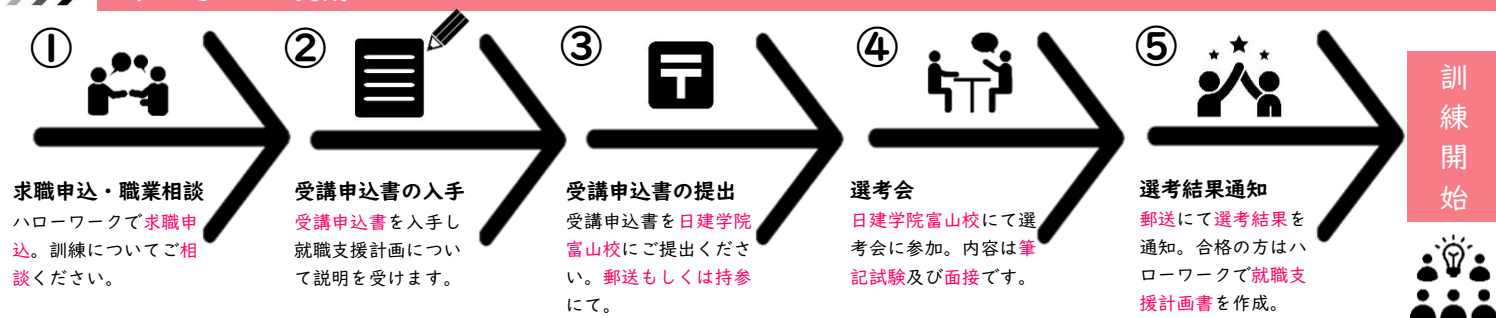 ①
求職申込・職業相談
ハローワークで求職申
込。訓練についてご相
談ください。
②
受講申込書の入手
受講申込書を入手し
就職支援計画につい
て説明を受けます。
③
〒
受講申込書の提出
受講申込書を日建学院
富山校にご提出くださ
い。郵送もしくは持参
にて。
④
選考会
日建学院富山校にて選
考会に参加。内容は筆
記試験及び面接です。
⑤
選考結果通知
郵送にて選考結果を
通知。合格の方はハ
ローワークで就職支
援計画書を作成。
訓練開始